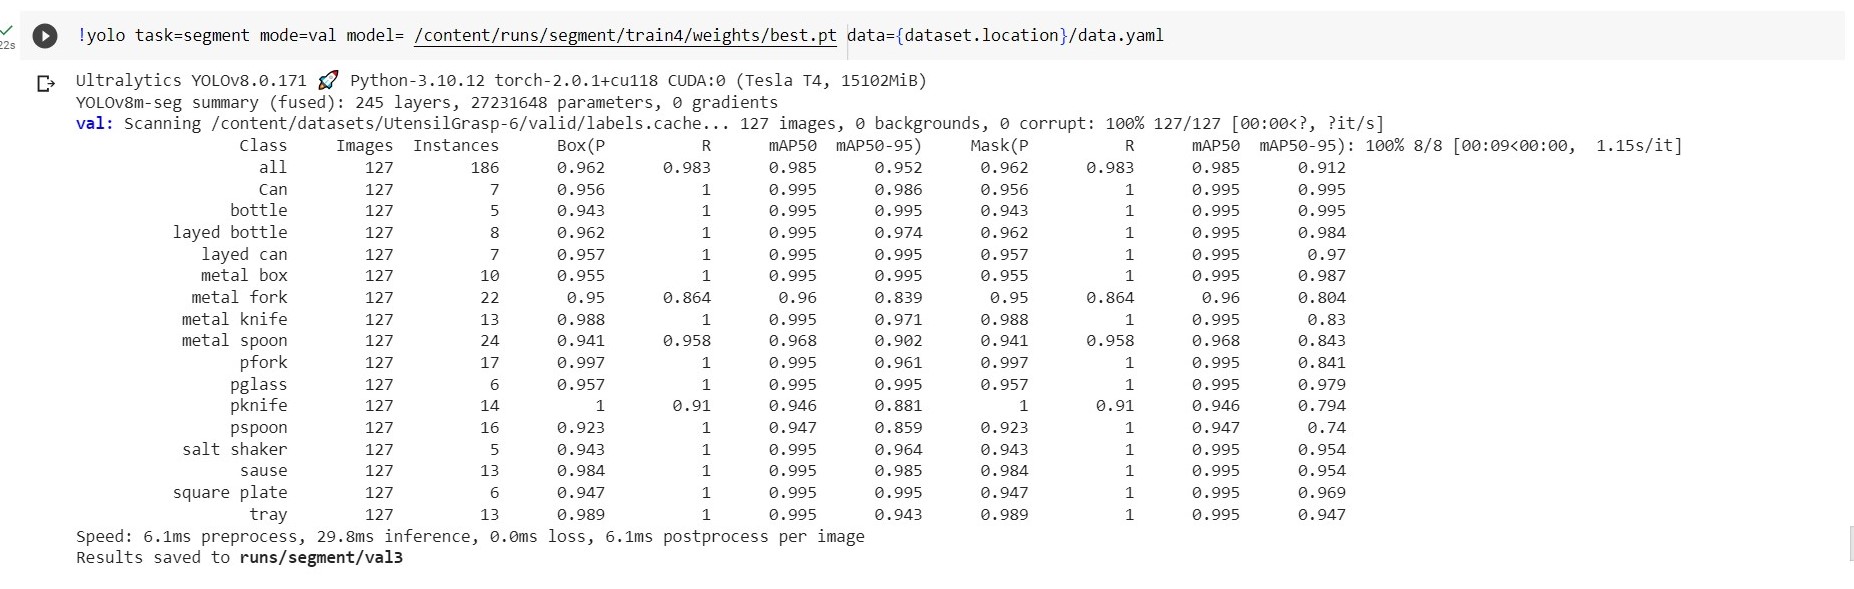 22s
!yolo task=segment mode=val model= /content/runs/segment/train4/weights/best.pt data={dataset.location}/data.yaml
Ultralytics YOLOv8.0.171 🚀 Python-3.10.12 torch-2.0.1+cu118 CUDA:0 (Tesla T4, 15102MiB)
YOLOv8m-seg summary (fused): 245 layers, 27231648 parameters, 0 gradients
val: Scanning /content/datasets/UtensilGrasp-6/valid/labels.cache... 127 images, 0 backgrounds, 0 corrupt: 100% 127/127 [00:00<?, ?it/s]
Class Images Instances Box(P R mAP50 mAP50-95) Mask(P R mAP50 mAP50-95): 100% 8/8 [00:09<00:00, 1.15s/it]
all 127 186 0.962 0.983 0.985 0.952 0.962 0.983 0.985 0.912
Can 127 7 0.956 1 0.995 0.986 0.956 1 0.995 0.995
bottle 127 5 0.943 1 0.995 0.995 0.943 1 0.995 0.995
layed bottle 127 8 0.962 1 0.995 0.974 0.962 1 0.995 0.984
layed can 127 7 0.957 1 0.995 0.995 0.957 1 0.995 0.97
metal box 127 10 0.955 1 0.995 0.995 0.955 1 0.995 0.987
metal fork 127 22 0.95 0.864 0.96 0.839 0.95 0.864 0.96 0.804
metal knife 127 13 0.988 1 0.995 0.971 0.988 1 0.995 0.83
metal spoon 127 24 0.941 0.958 0.968 0.902 0.941 0.958 0.968 0.843
pfork 127 17 0.997 1 0.995 0.961 0.997 1 0.995 0.841
pglass 127 6 0.957 1 0.995 0.995 0.957 1 0.995 0.979
pknife 127 14 1 0.91 0.946 0.881 1 0.91 0.946 0.794
pspoon 127 16 0.923 1 0.947 0.859 0.923 1 0.947 0.74
salt shaker 127 5 0.943 1 0.995 0.964 0.943 1 0.995 0.954
sause 127 13 0.984 1 0.995 0.985 0.984 1 0.995 0.954
square plate 127 6 0.947 1 0.995 0.995 0.947 1 0.995 0.969
tray 127 13 0.989 1 0.995 0.943 0.989 1 0.995 0.947
Speed: 6.1ms preprocess, 29.8ms inference, 0.0ms loss, 6.1ms postprocess per image
Results saved to runs/segment/val3